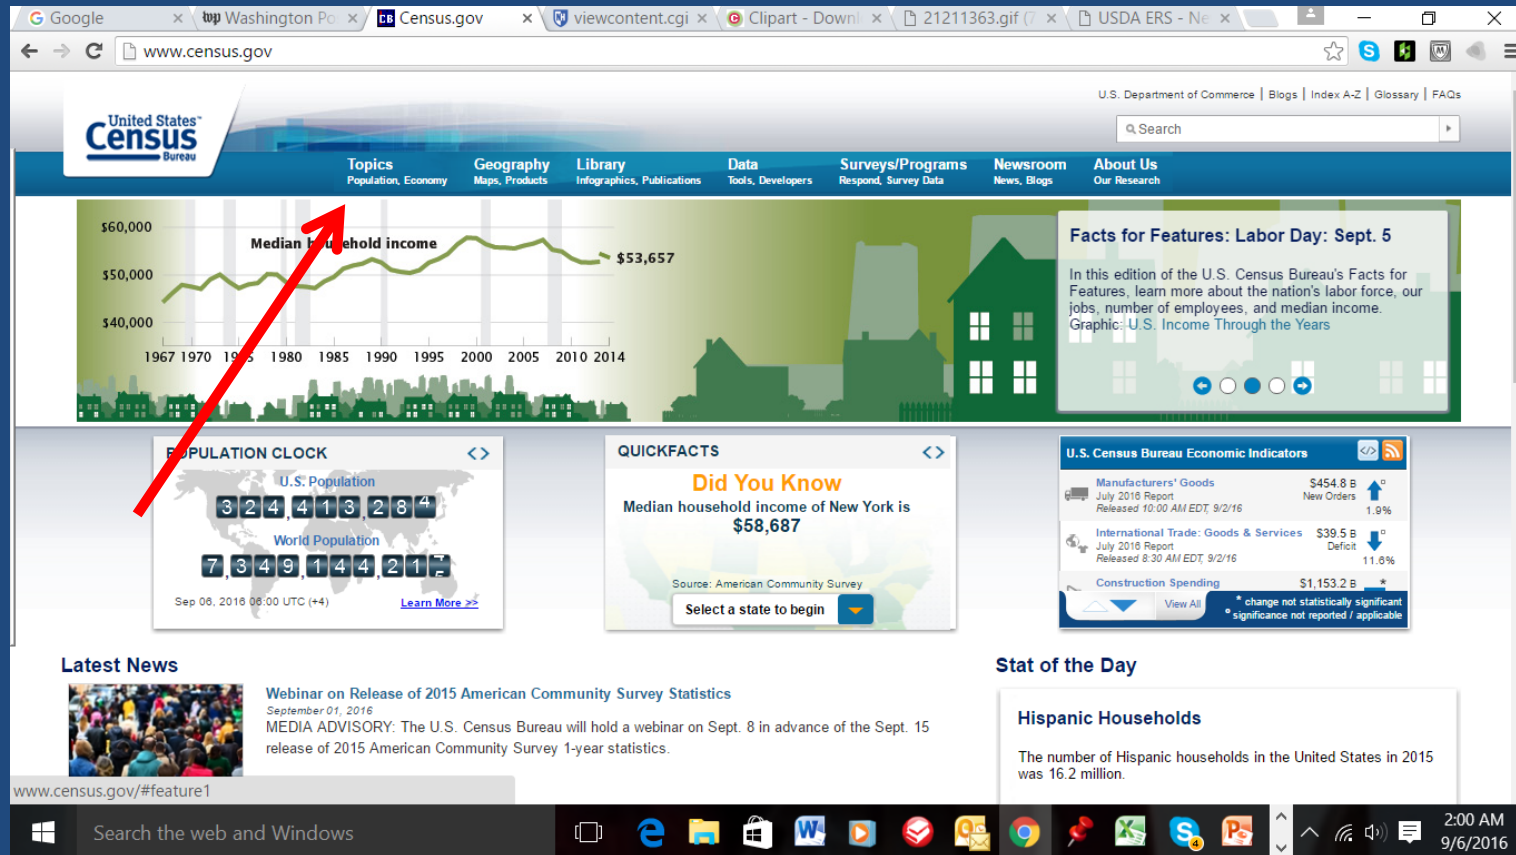 Google
Washington Po
Census.gov
viewcontent.cgi
Clipart - Downl
21211363.gif (7
USDA ERS - Ne
www.census.gov
U.S. Department of Commerce | Blogs | Index A-Z | Glossary | FAQs
United States™
Census
Bureau
Search
Topics
Population, Economy
Geography
Maps, Products
Library
Infographics, Publications
Data
Tools, Developers
Surveys/Programs
Respond, Survey Data
Newsroom
News, Blogs
About Us
Our Research
$60,000
Median household income
$53,657
$50,000
$40,000
1967 1970 1975 1980 1985 1990 1995 2000 2005 2010 2014
Facts for Features: Labor Day: Sept. 5
In this edition of the U.S. Census Bureau's Facts for
Features, learn more about the nation's labor force, our
jobs, number of employees, and median income.
Graphic: U.S. Income Through the Years
POPULATION CLOCK
U.S. Population
324,413,284
World Population
7,349,144,215
Sep 06, 2016 06:00 UTC (+4)
Learn More >>
QUICKFACTS
Did You Know
Median household income of New York is
$58,687
Source: American Community Survey
Select a state to begin
U.S. Census Bureau Economic Indicators
Manufacturers' Goods
July 2016 Report
Released 10:00 AM EDT, 9/2/16
$454.8 B
New Orders
1.9%
International Trade: Goods & Services
July 2016 Report
Released 8:30 AM EDT, 9/2/16
$39.5 B
Deficit
11.6%
Construction Spending
$1,153.2 B *
View All
* change not statistically significant
° significance not reported / applicable
Latest News
Webinar on Release of 2015 American Community Survey Statistics
September 01, 2016
MEDIA ADVISORY: The U.S. Census Bureau will hold a webinar on Sept. 8 in advance of the Sept. 15
release of 2015 American Community Survey 1-year statistics.
Stat of the Day
Hispanic Households
The number of Hispanic households in the United States in 2015
was 16.2 million.
www.census.gov/#feature1
Search the web and Windows
2:00 AM
9/6/2016